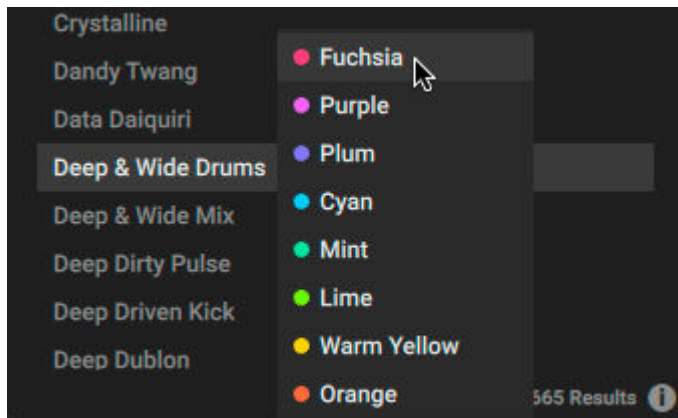 Crystalline
Dandy Twang
Data Daiquiri
Deep & Wide Drums
Deep & Wide Mix
Deep Dirty Pulse
Deep Driven Kick
Deep Dublon
Fuchsia
Purple
Plum
Cyan
Mint
Lime
Warm Yellow
Orange
665 Results